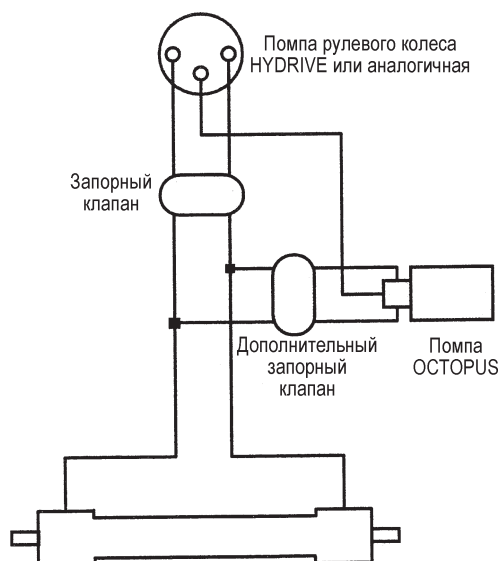 Помпа рулевого колеса
HYDRIVE или аналогичная
Запорный
клапан
Дополнительный
запорный
клапан
Помпа
OCTOPUS